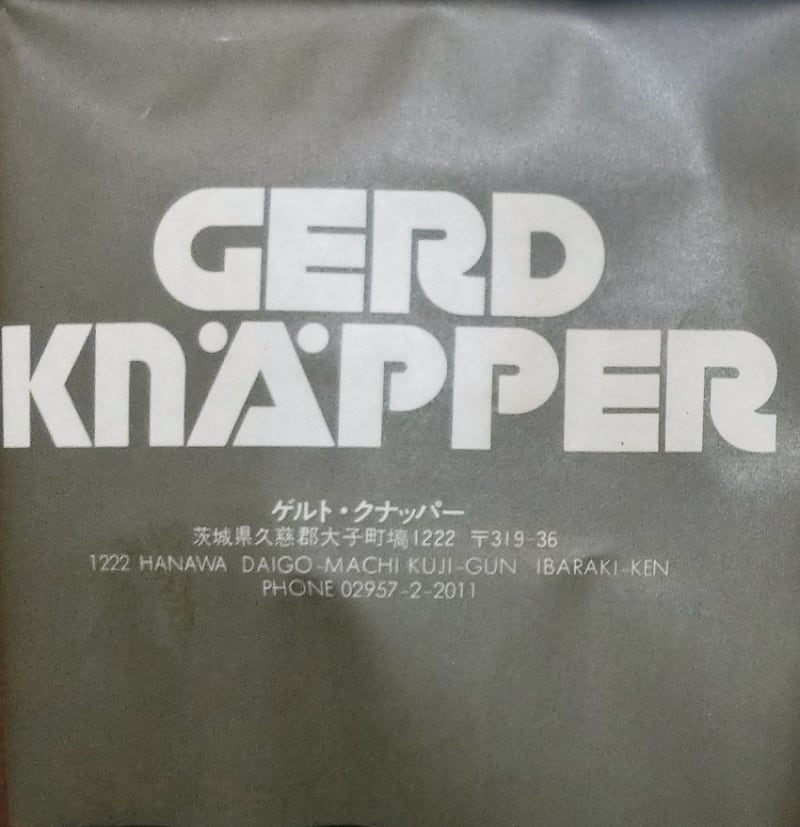 GERD
KNÄPPER
ゲルト・クナッパー
茨城県久慈郡大子町塙1222 〒319-36
1222 HANAWA DAIGO-MACHI KUJI-GUN IBARAKI-KEN
PHONE 02957-2-2011